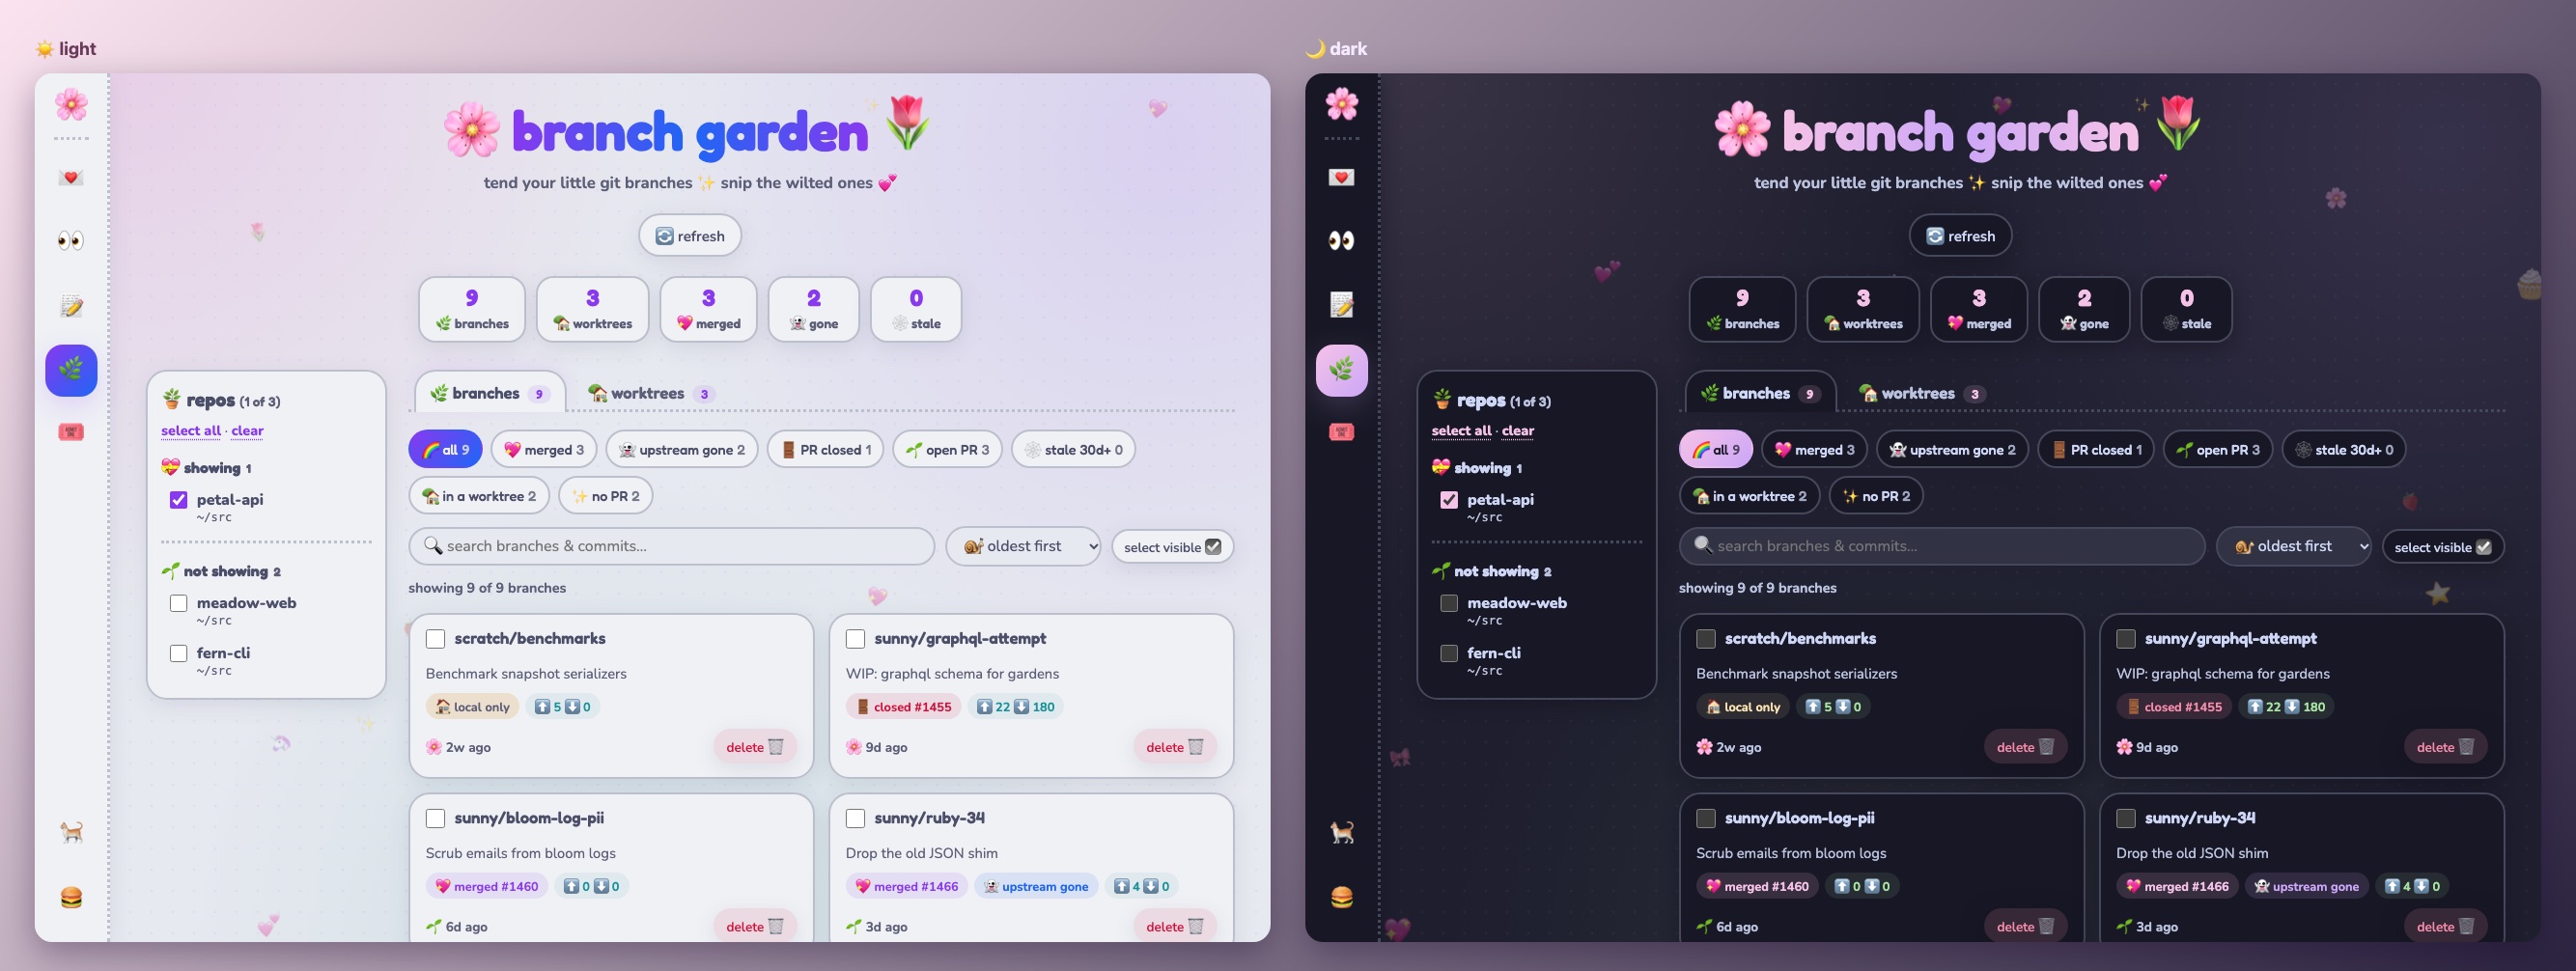 light
branch garden
tend your little git branches ✨ snip the wilted ones 💕
refresh
9 3 3 2 0
branches worktrees merged gone stale
repos (1 of 3)
select all · clear
showing 1
petal-api
~/src
not showing 2
meadow-web
~/src
fern-cli
~/src
branches 9 worktrees 3
all 9 merged 3 upstream gone 2 PR closed 1 open PR 3 stale 30d+ 0
in a worktree 2 no PR 2
search branches & commits... oldest first select visible
showing 9 of 9 branches
scratch/benchmarks
Benchmark snapshot serializers
local only 5 0
2w ago delete
sunny/graphql-attempt
WIP: graphql schema for gardens
closed #1455 22 180
9d ago delete
sunny/bloom-log-pii
Scrub emails from bloom logs
merged #1460 0 0
6d ago delete
sunny/ruby-34
Drop the old JSON shim
merged #1466 upstream gone 4 0
3d ago delete
dark
branch garden
tend your little git branches ✨ snip the wilted ones 💕
refresh
9 3 3 2 0
branches worktrees merged gone stale
repos (1 of 3)
select all · clear
showing 1
petal-api
~/src
not showing 2
meadow-web
~/src
fern-cli
~/src
branches 9 worktrees 3
all 9 merged 3 upstream gone 2 PR closed 1 open PR 3 stale 30d+ 0
in a worktree 2 no PR 2
search branches & commits... oldest first select visible
showing 9 of 9 branches
scratch/benchmarks
Benchmark snapshot serializers
local only 5 0
2w ago delete
sunny/graphql-attempt
WIP: graphql schema for gardens
closed #1455 22 180
9d ago delete
sunny/bloom-log-pii
Scrub emails from bloom logs
merged #1460 0 0
6d ago delete
sunny/ruby-34
Drop the old JSON shim
merged #1466 upstream gone 4 0
3d ago delete